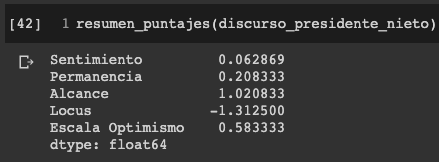 [42] 1 resumen_puntajes(discurso_presidente_nieto)
Sentimiento 0.062869
Permanencia 0.208333
Alcance 1.020833
Locus -1.312500
Escala Optimismo 0.583333
dtype: float64